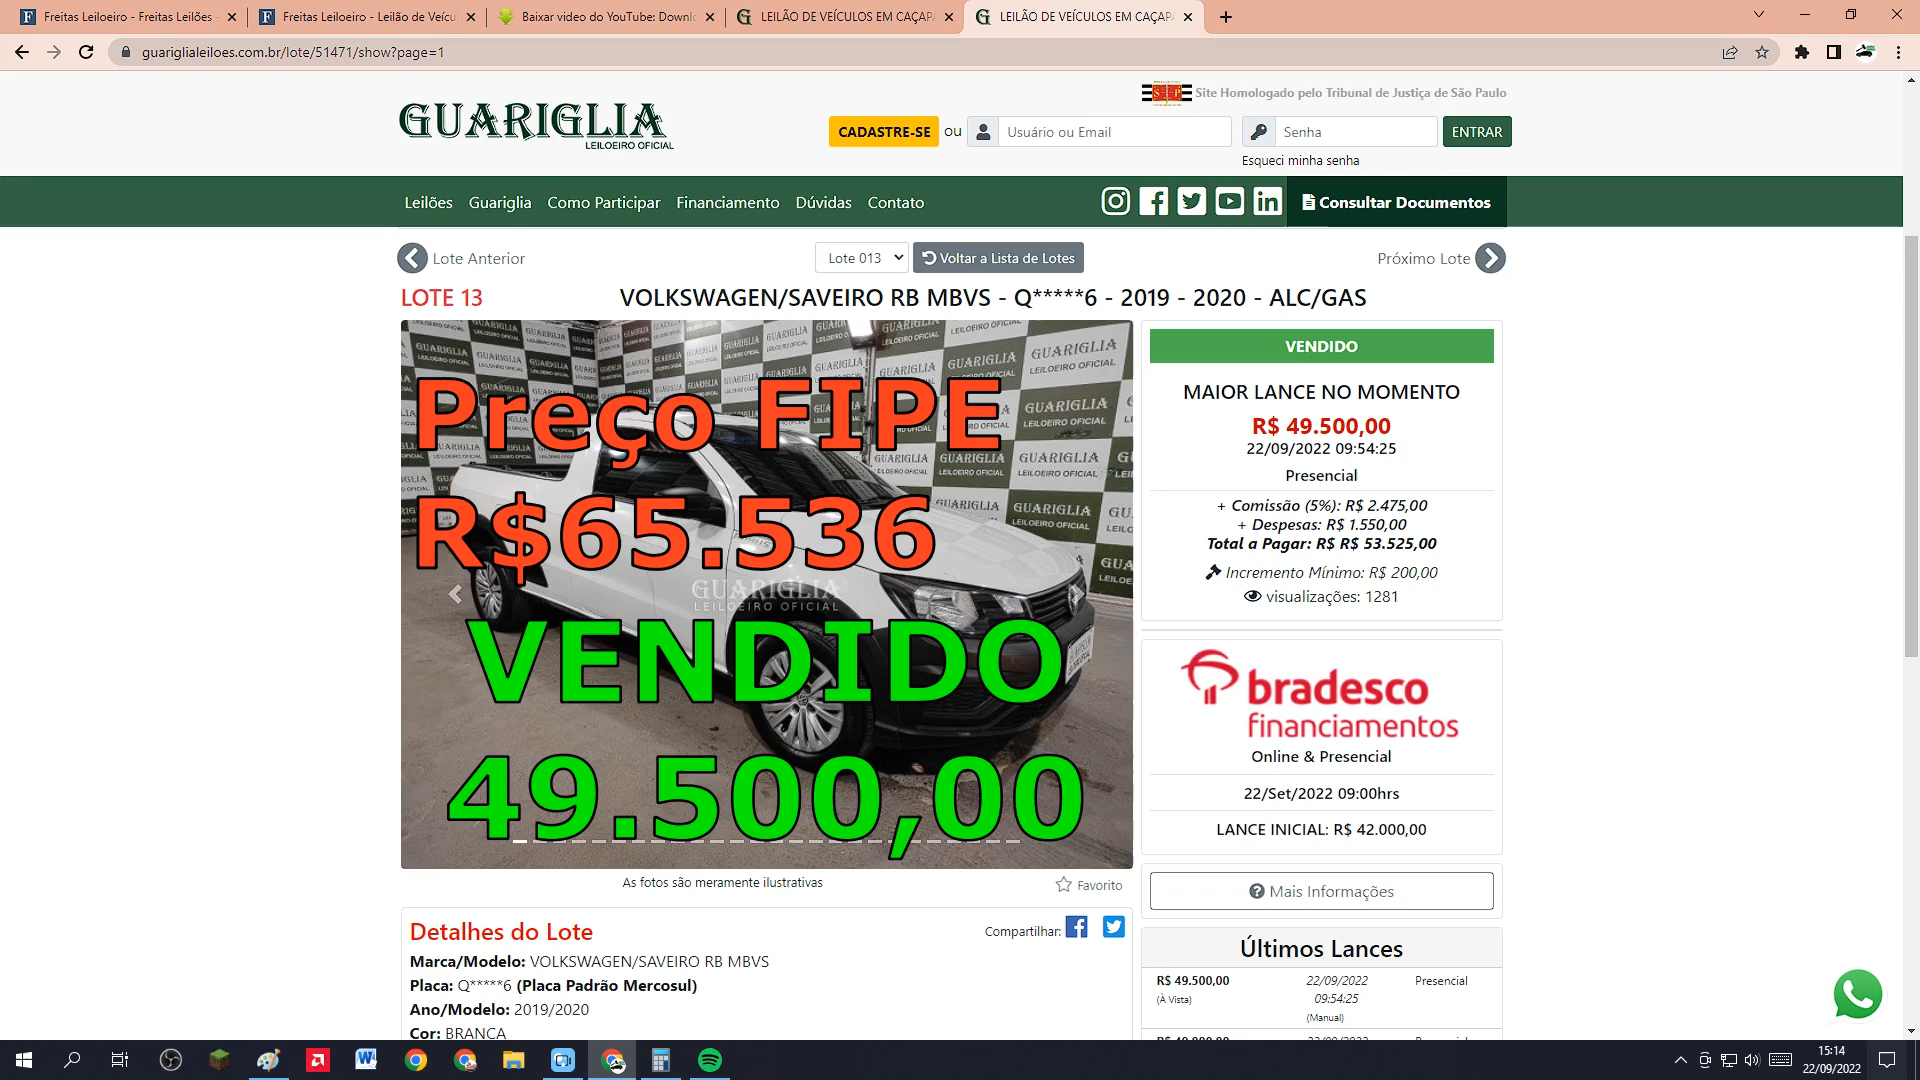 Freitas Leiloeiro - Freitas Leilões
Freitas Leiloeiro - Leilão de Veícu
Baixar video do YouTube: Downlo
LEILÃO DE VEÍCULOS EM CAÇAPA
LEILÃO DE VEÍCULOS EM CAÇAPA
guariglialeiloes.com.br/lote/51471/show?page=1
Site Homologado pelo Tribunal de Justiça de São Paulo
GUARIGLIA
LEILOEIRO OFICIAL
CADASTRE-SE ou Usuário ou Email Senha ENTRAR
Esqueci minha senha
Leilões Guariglia Como Participar Financiamento Dúvidas Contato Consultar Documentos
Lote Anterior Lote 013 Voltar a Lista de Lotes Próximo Lote
LOTE 13 VOLKSWAGEN/SAVEIRO RB MBVS - Q*****6 - 2019 - 2020 - ALC/GAS
Preço FIPE
R$65.536
GUARIGLIA
LEILOEIRO OFICIAL
VENDIDO
49.500,00
As fotos são meramente ilustrativas
Favorito
VENDIDO
MAIOR LANCE NO MOMENTO
R$ 49.500,00
22/09/2022 09:54:25
Presencial
+ Comissão (5%): R$ 2.475,00
+ Despesas: R$ 1.550,00
Total a Pagar: R$ R$ 53.525,00
Incremento Mínimo: R$ 200,00
visualizações: 1281
bradesco
financiamentos
Online & Presencial
22/Set/2022 09:00hrs
LANCE INICIAL: R$ 42.000,00
Mais Informações
Detalhes do Lote
Compartilhar:
Marca/Modelo: VOLKSWAGEN/SAVEIRO RB MBVS
Placa: Q*****6 (Placa Padrão Mercosul)
Ano/Modelo: 2019/2020
Cor: BRANCA
Últimos Lances
R$ 49.500,00 22/09/2022 Presencial
(À Vista) 09:54:25
(Manual)
15:14
22/09/2022